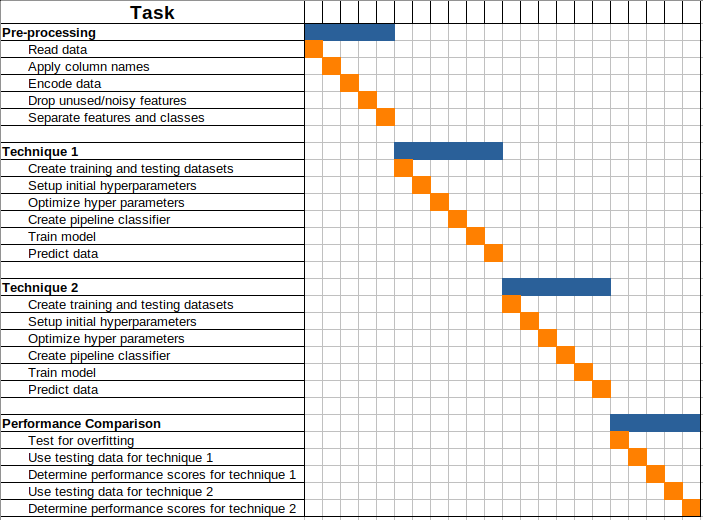 Task
Pre-processing
Read data
Apply column names
Encode data
Drop unused/noisy features
Separate features and classes
Technique 1
Create training and testing datasets
Setup initial hyperparameters
Optimize hyper parameters
Create pipeline classifier
Train model
Predict data
Technique 2
Create training and testing datasets
Setup initial hyperparameters
Optimize hyper parameters
Create pipeline classifier
Train model
Predict data
Performance Comparison
Test for overfitting
Use testing data for technique 1
Determine performance scores for technique 1
Use testing data for technique 2
Determine performance scores for technique 2